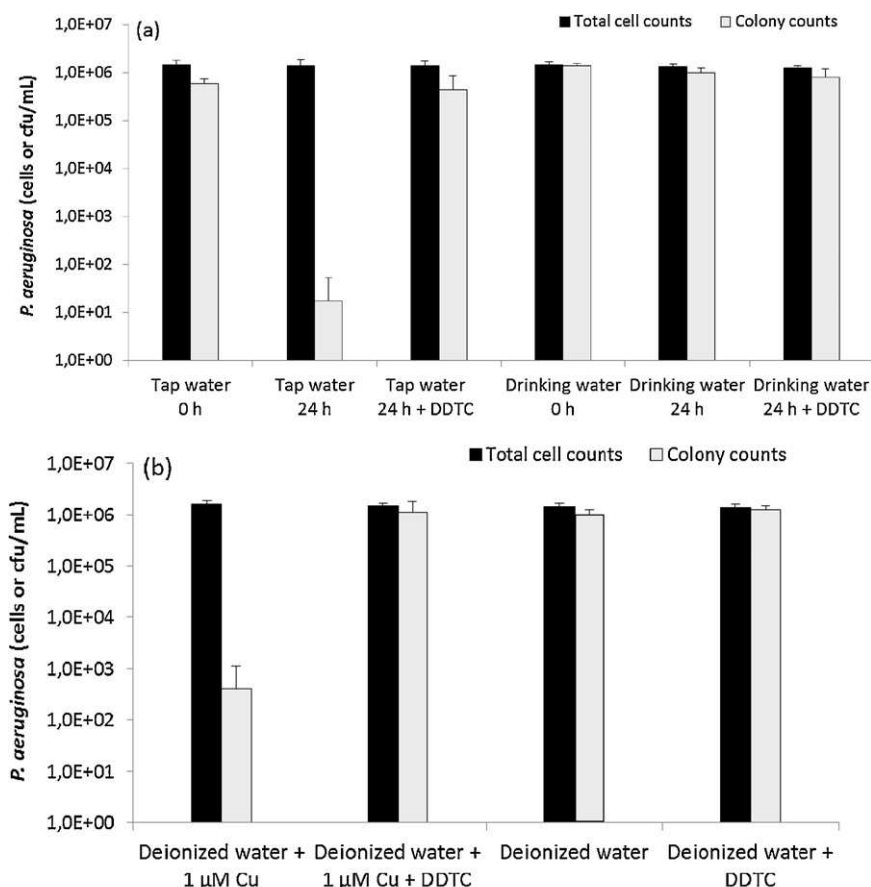 (a)
Total cell counts
Colony counts
P. aeruginosa (cells or cfu/mL)
1,0E+07
1,0E+06
1,0E+05
1,0E+04
1,0E+03
1,0E+02
1,0E+01
1,0E+00
Tap water Tap water Tap water Drinking water Drinking water Drinking water
0 h 24 h 24 h + DDTC 0 h 24 h 24 h + DDTC
(b)
Total cell counts
Colony counts
P. aeruginosa (cells or cfu/mL)
1,0E+07
1,0E+06
1,0E+05
1,0E+04
1,0E+03
1,0E+02
1,0E+01
1,0E+00
Deionized water + Deionized water + Deionized water Deionized water +
1 µM Cu 1 µM Cu + DDTC DDTC